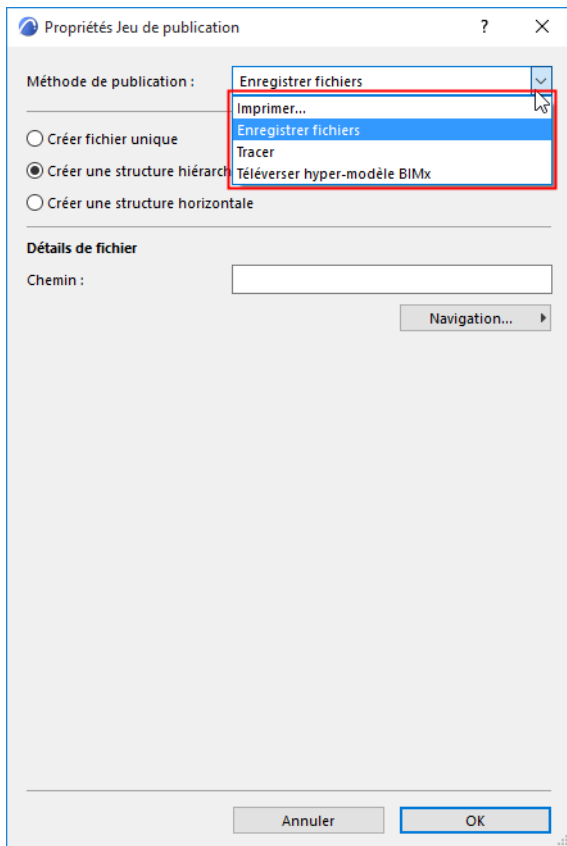 Propriétés Jeu de publication ?
Méthode de publication : Enregistrer fichiers
Imprimer...
Enregistrer fichiers
Tracer
Téléverser hyper-modèle BIMx
Créer fichier unique
Créer une structure hiérarch
Créer une structure horizontale
Détails de fichier
Chemin :
Navigation...
Annuler OK